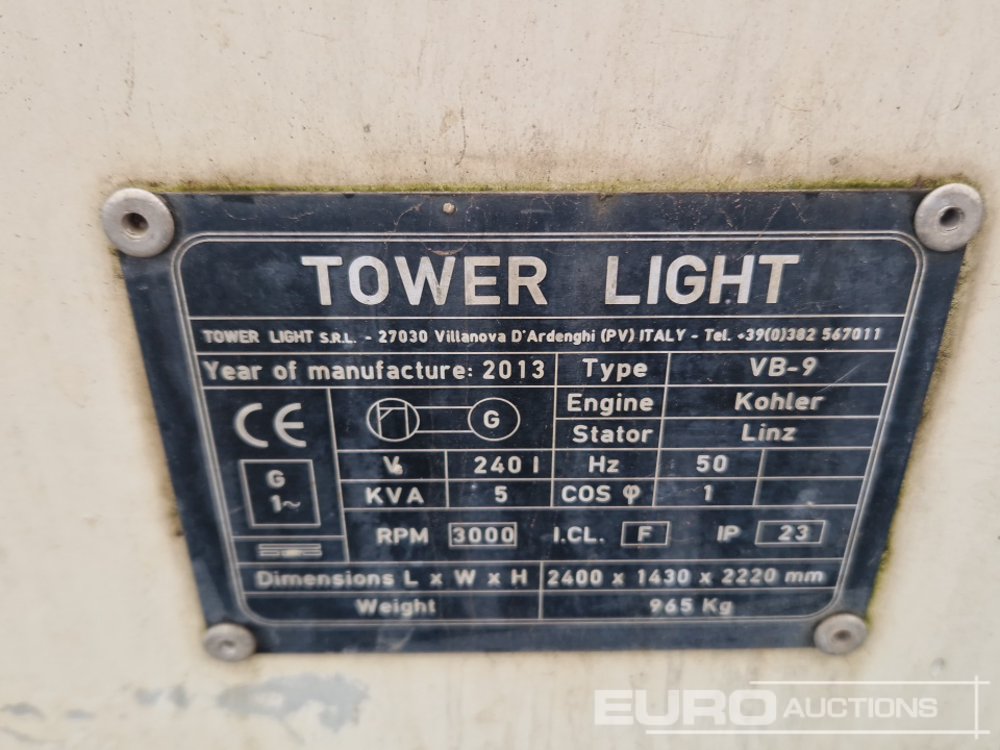 TOWER LIGHT
TOWER LIGHT S.R.L. - 27030 Villanova D'Ardenghi (PV) ITALY - Tel. +39(0)382 567011
Year of manufacture: 2013 Type VB-9
CE G Engine Kohler
Stator Linz
G 1~ V 240 Hz 50
KVA 5 COS φ 1
RPM 3000 I.CL. F IP 23
Dimensions L x W x H 2400 x 1430 x 2220 mm
Weight 965 Kg
EURO AUCTIONS